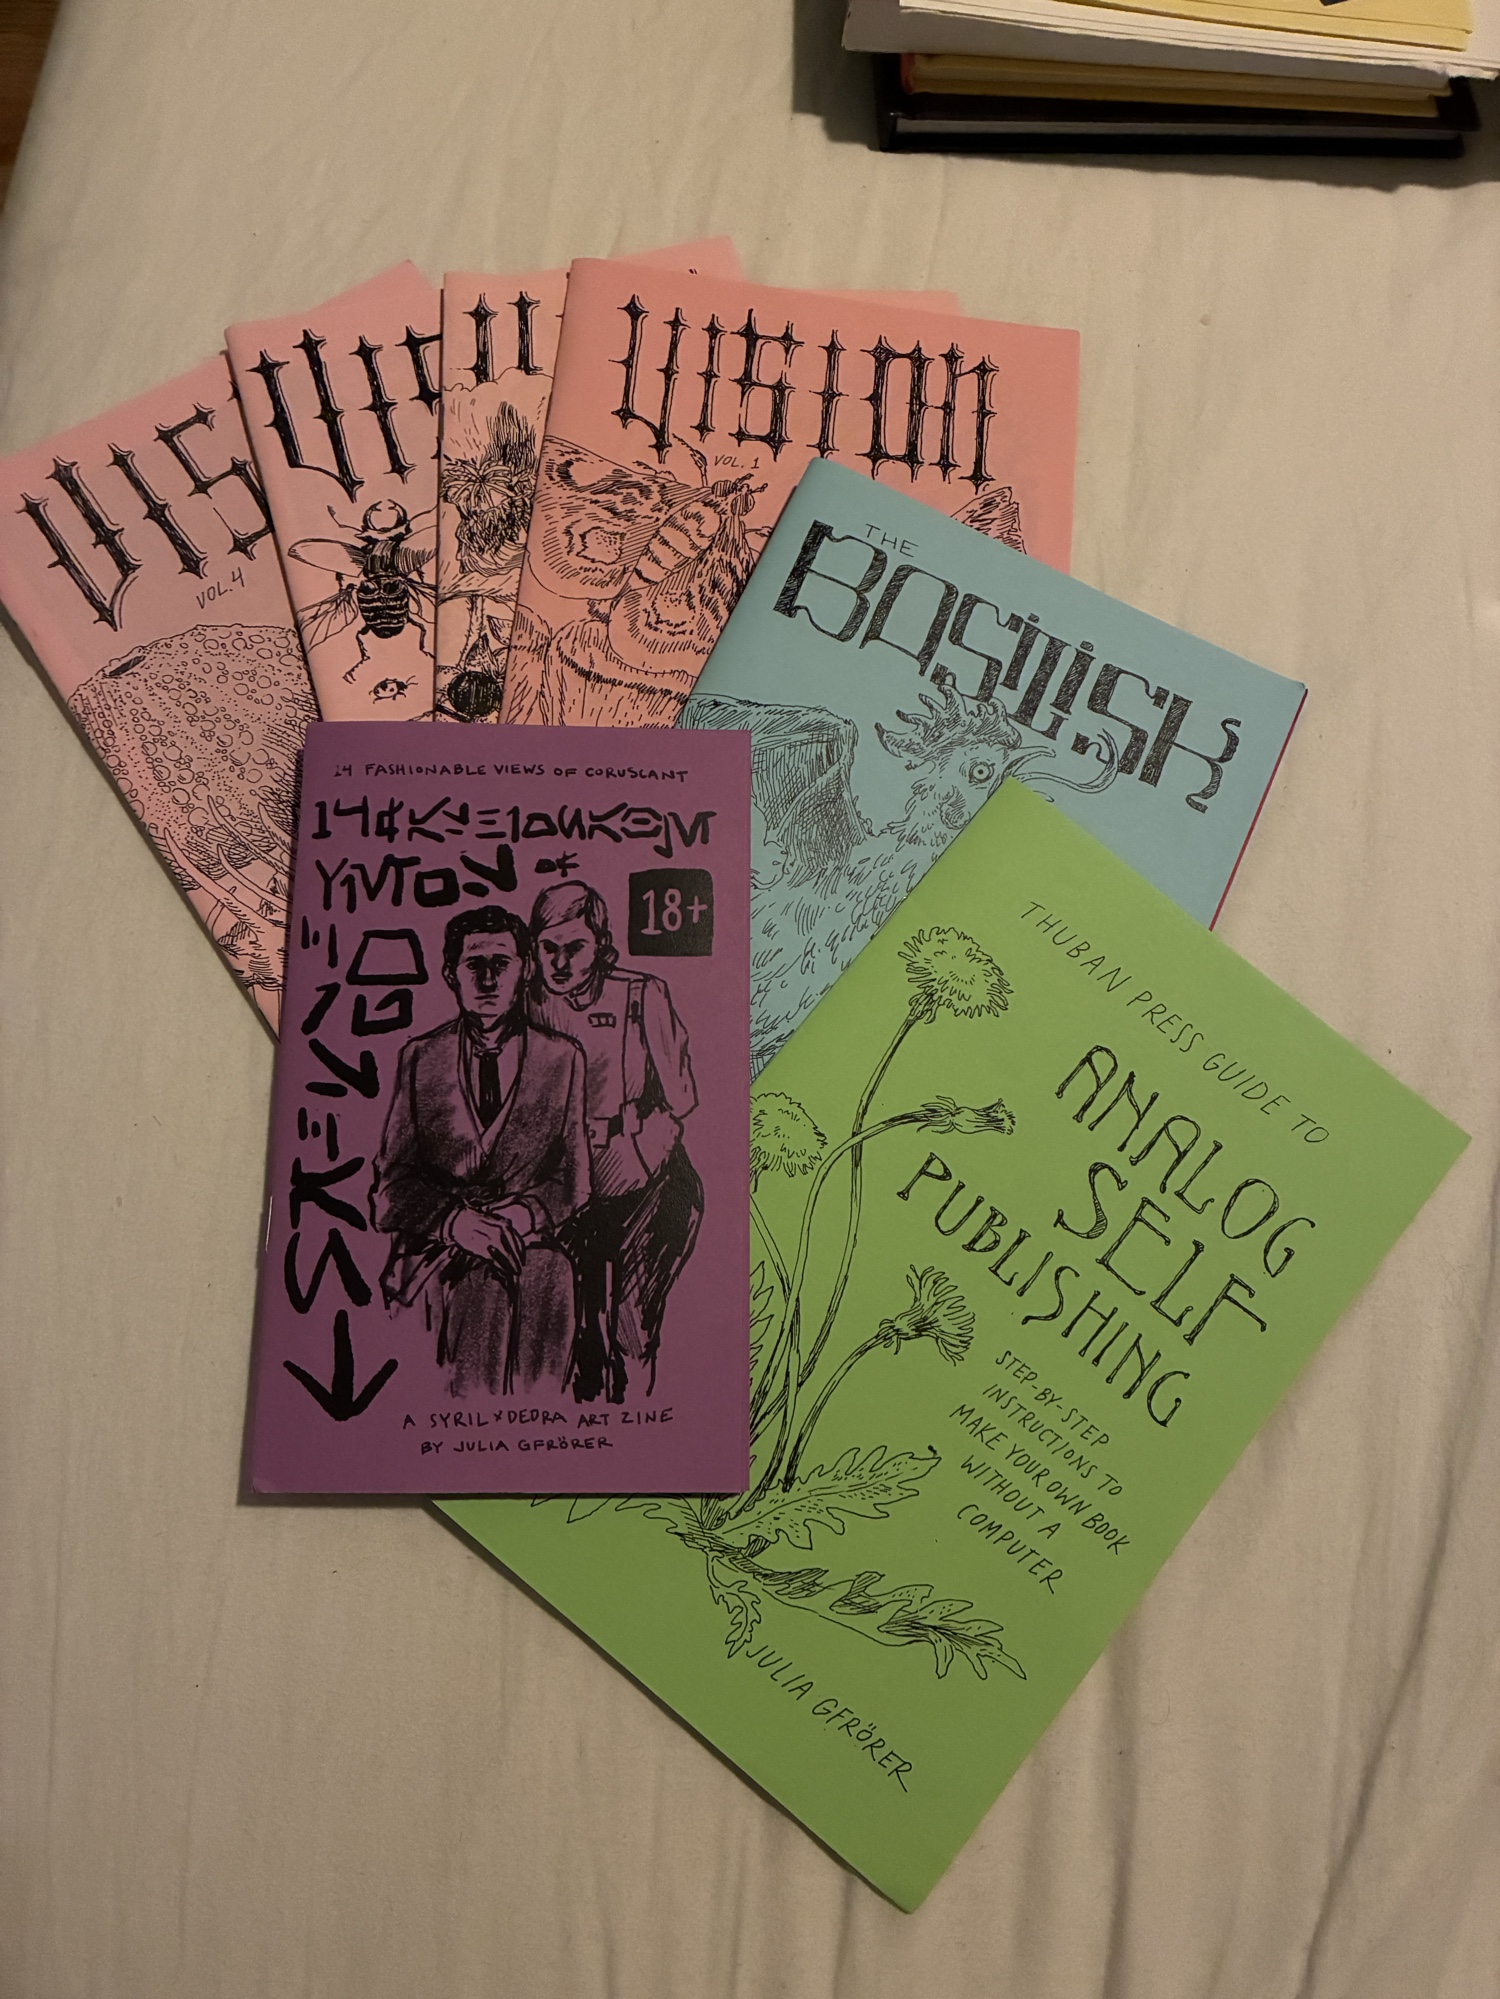 VIS
VOL. 4
VISION
VOL. 1
THE
BASILISK
24 FASHIONABLE VIEWS OF CORUSCANT
18+
A SYRIL X DEDRA ART ZINE
BY JULIA GFRÖRER
THUBAN PRESS GUIDE TO
ANALOG
SELF
PUBLISHING
STEP-BY-STEP
INSTRUCTIONS TO
MAKE YOUR OWN BOOK
WITHOUT A
COMPUTER
JULIA GFRÖRER